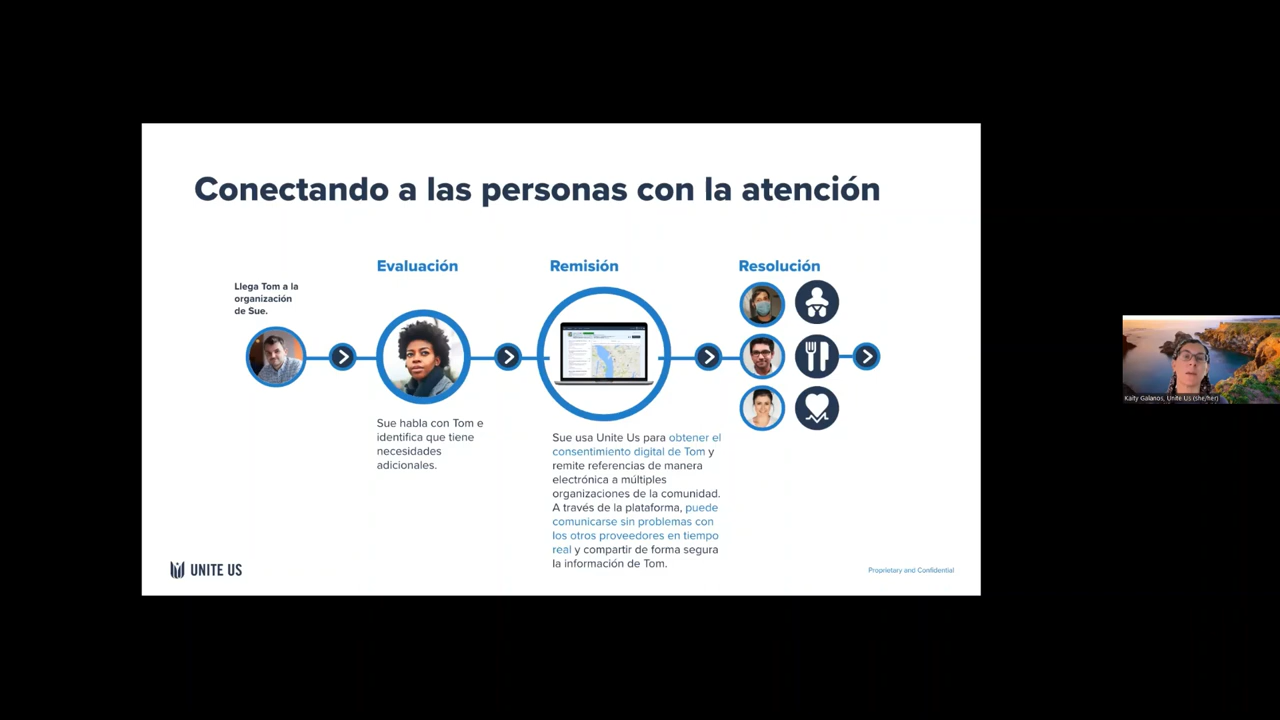 Conectando a las personas con la atención
Llega Tom a la
organización
de Sue.
Evaluación
Sue habla con Tom e
identifica que tiene
necesidades
adicionales.
Remisión
Sue usa Unite Us para obtener el
consentimiento digital de Tom y
remite referencias de manera
electrónica a múltiples
organizaciones de la comunidad.
A través de la plataforma, puede
comunicarse sin problemas con
los otros proveedores en tiempo
real y compartir de forma segura
la información de Tom.
Resolución
UNITE US
Proprietary and Confidential
Kaity Galanos, Unite Us (she/her)